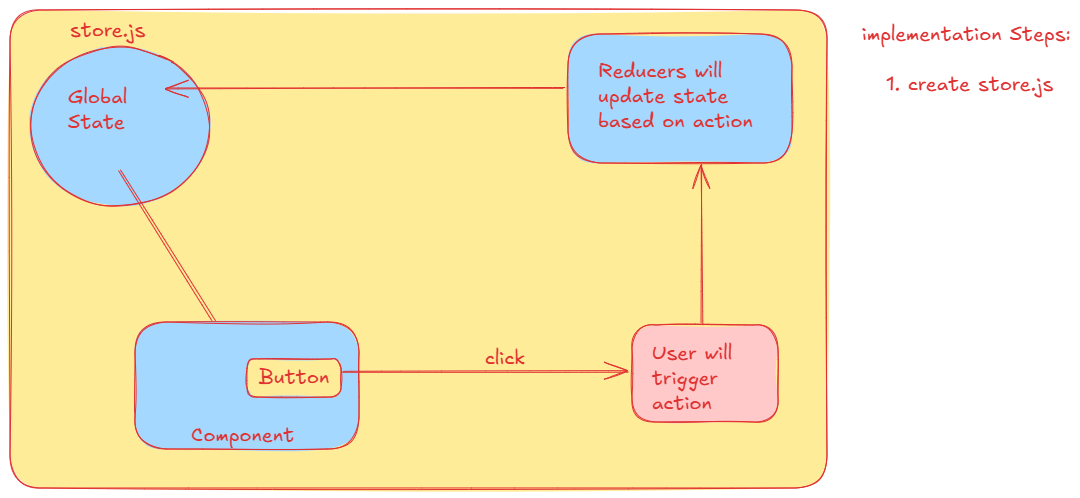 store.js
Global
State
Reducers will
update state
based on action
implementation Steps:
1. create store.js
click
Button
Component
User will
trigger
action